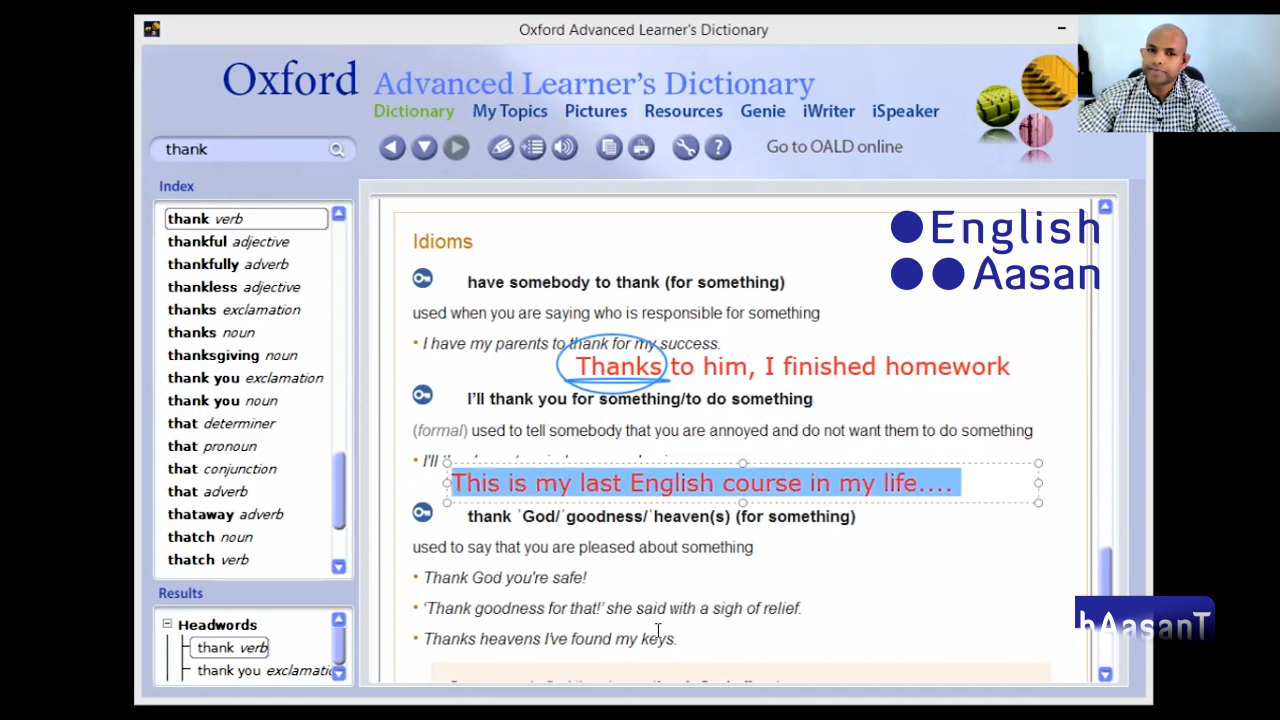 Oxford Advanced Learner's Dictionary
Oxford Advanced Learner's Dictionary
Dictionary My Topics Pictures Resources Genie iWriter iSpeaker
thank
Go to OALD online
Index
thank verb
thankful adjective
thankfully adverb
thankless adjective
thanks exclamation
thanks noun
thanksgiving noun
thank you exclamation
thank you noun
that determiner
that pronoun
that conjunction
that adverb
thataway adverb
thatch noun
thatch verb
Results
Headwords
thank verb
thank you exclamatic
English
Aasan
Idioms
have somebody to thank (for something)
used when you are saying who is responsible for something
• I have my parents to thank for my success.
Thanks to him, I finished homework
I'll thank you for something/to do something
(formal) used to tell somebody that you are annoyed and do not want them to do something
• I'll
This is my last English course in my life....
thank ˈGod/ˈgoodness/ˈheaven(s) (for something)
used to say that you are pleased about something
• Thank God you're safe!
• ‘Thank goodness for that!’ she said with a sigh of relief.
• Thanks heavens I've found my keys.
hAasanT